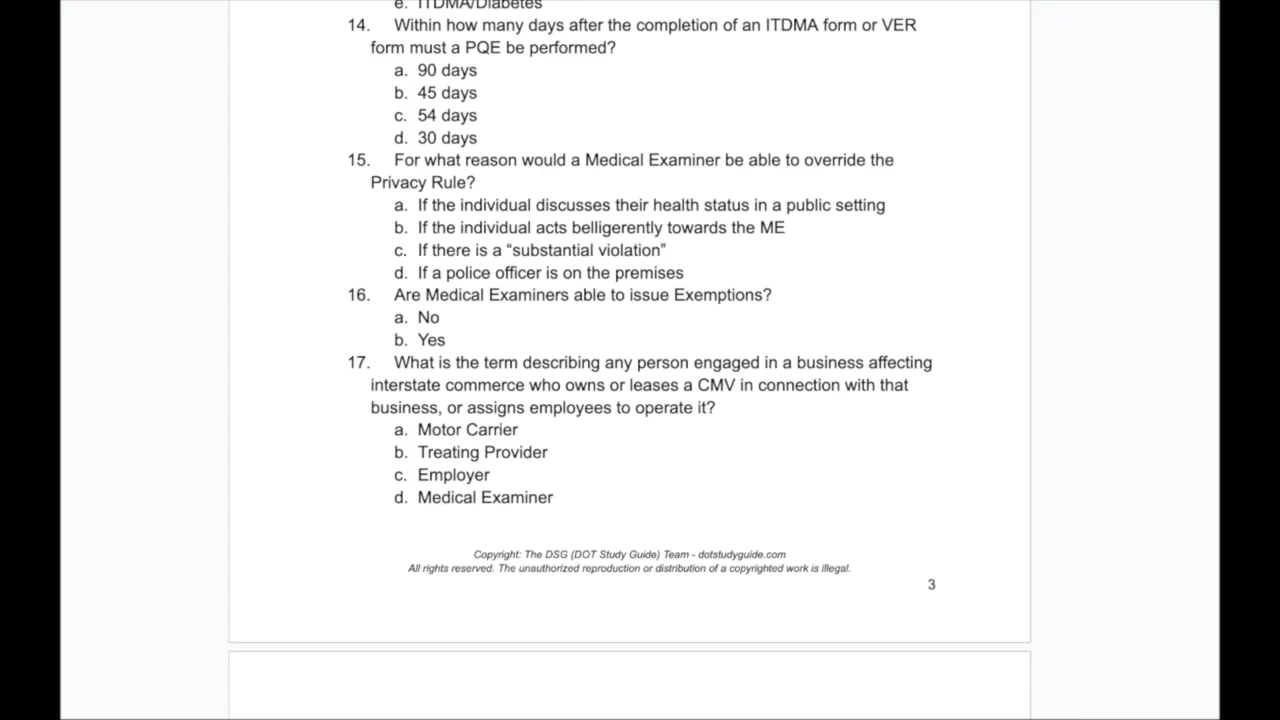 e. ITDMA/Diabetes
14. Within how many days after the completion of an ITDMA form or VER
form must a PQE be performed?
a. 90 days
b. 45 days
c. 54 days
d. 30 days
15. For what reason would a Medical Examiner be able to override the
Privacy Rule?
a. If the individual discusses their health status in a public setting
b. If the individual acts belligerently towards the ME
c. If there is a “substantial violation”
d. If a police officer is on the premises
16. Are Medical Examiners able to issue Exemptions?
a. No
b. Yes
17. What is the term describing any person engaged in a business affecting
interstate commerce who owns or leases a CMV in connection with that
business, or assigns employees to operate it?
a. Motor Carrier
b. Treating Provider
c. Employer
d. Medical Examiner
Copyright: The DSG (DOT Study Guide) Team - dotstudyguide.com
All rights reserved. The unauthorized reproduction or distribution of a copyrighted work is illegal.
3